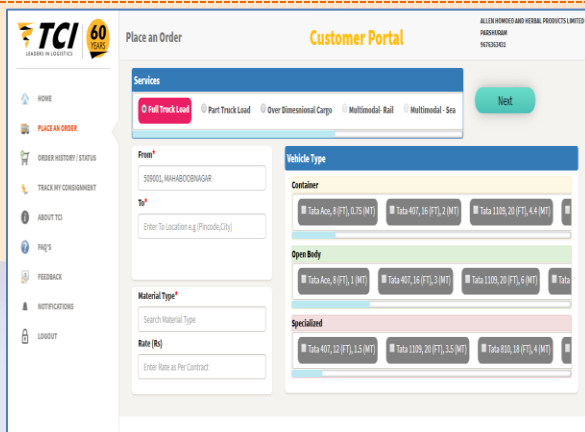 TCI
LEADERS IN LOGISTICS
60
YEARS
Place an Order
Customer Portal
ALLEN HOMOEO AND HERBAL PRODUCTS LIMITED
PARSHURAM
HOME
PLACE AN ORDER
ORDER HISTORY / STATUS
TRACK MY CONSIGNMENT
ABOUT TCI
FAQ'S
FEEDBACK
NOTIFICATIONS
LOGOUT
Services
Full Truck Load
Part Truck Load
Over Dimesnional Cargo
Multimodal- Rail
Multimodal - Sea
Next
From*
509001, MAHABOOBNAGAR
To*
Enter To Location e.g (Pincode,City)
Material Type*
Search Material Type
Rate (Rs)
Enter Rate as Per Contract
Vehicle Type
Container
Tata Ace, 8 (FT), 0.75 (MT)
Tata 407, 16 (FT), 2 (MT)
Tata 1109, 20 (FT), 4.4 (MT)
Open Body
Tata Ace, 8 (FT), 1 (MT)
Tata 407, 16 (FT), 3 (MT)
Tata 1109, 20 (FT), 6 (MT)
Tata
Specialized
Tata 407, 12 (FT), 1.5 (MT)
Tata 1109, 20 (FT), 3.5 (MT)
Tata 810, 18 (FT), 4 (MT)